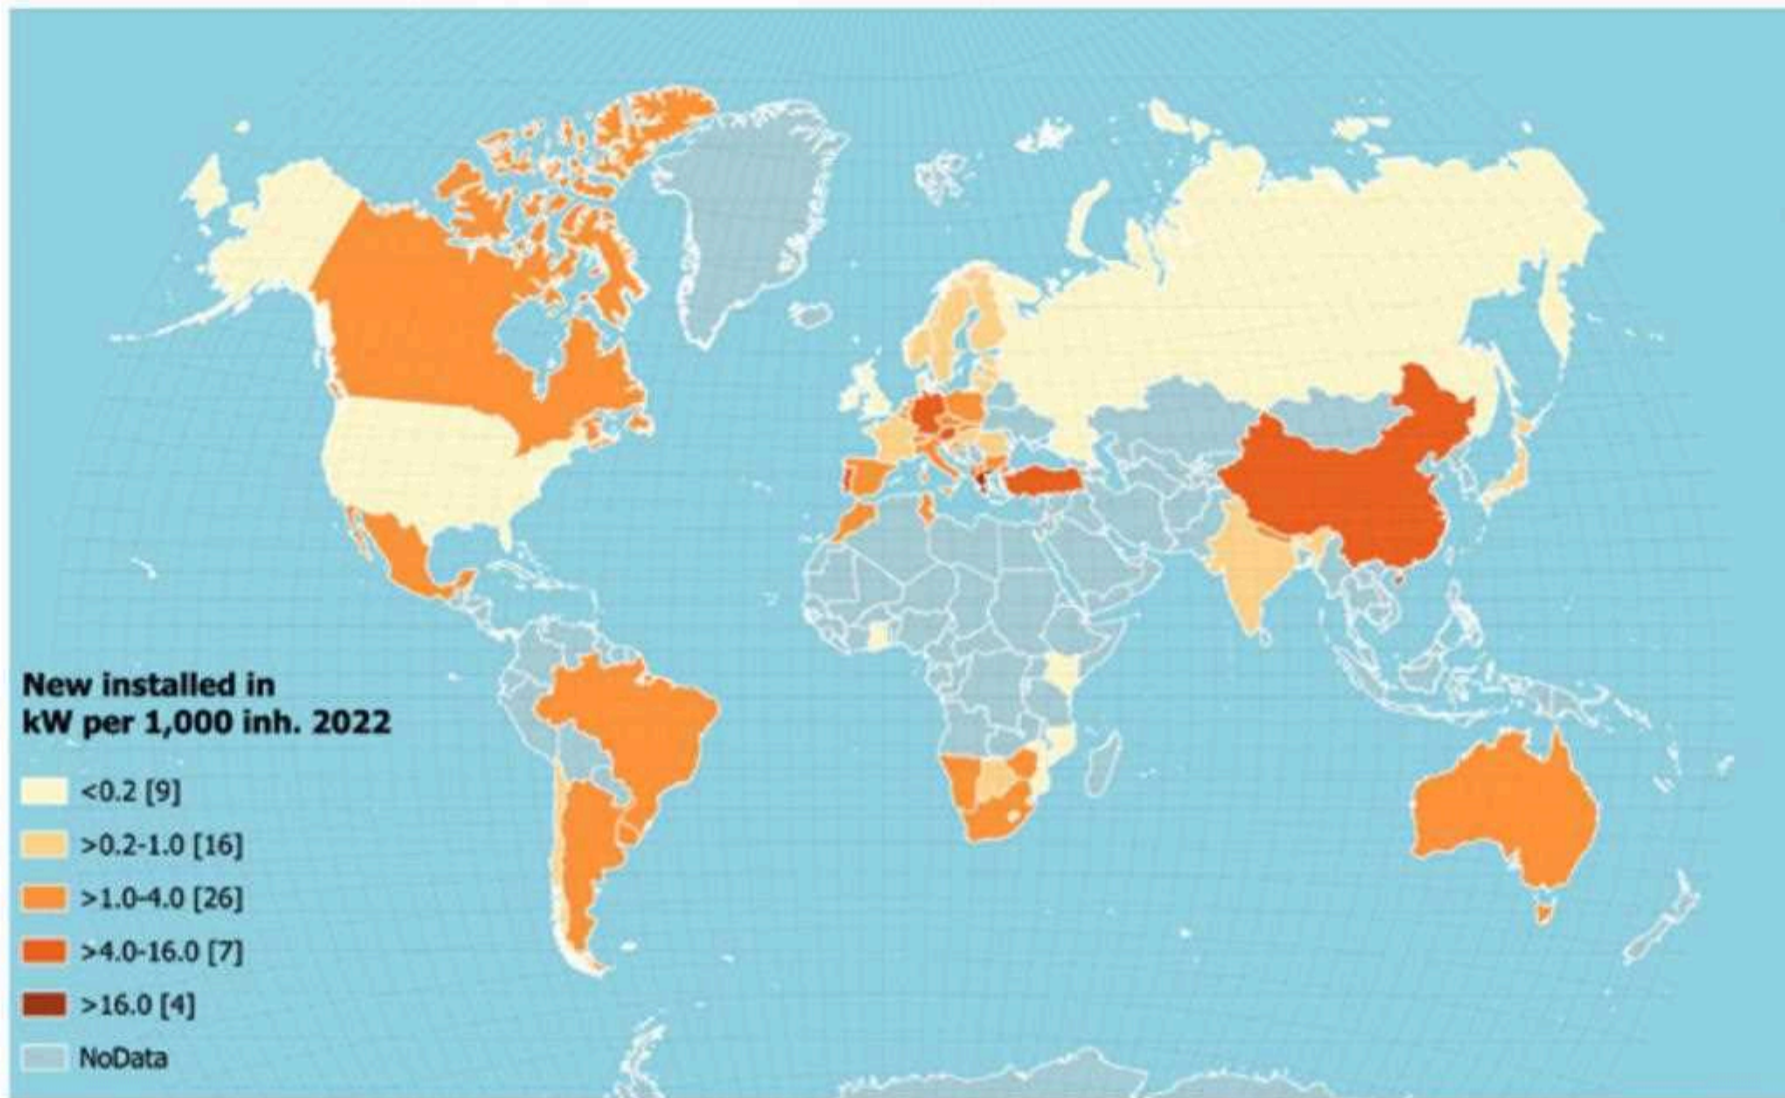 New installed in
kW per 1,000 inh. 2022
<0.2 [9]
>0.2-1.0 [16]
>1.0-4.0 [26]
>4.0-16.0 [7]
>16.0 [4]
NoData